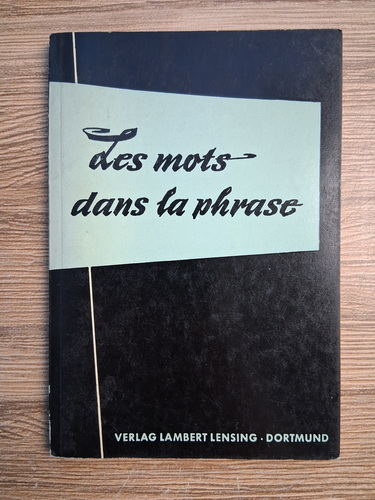 Les mots
dans la phrase
VERLAG LAMBERT LENSING · DORTMUND